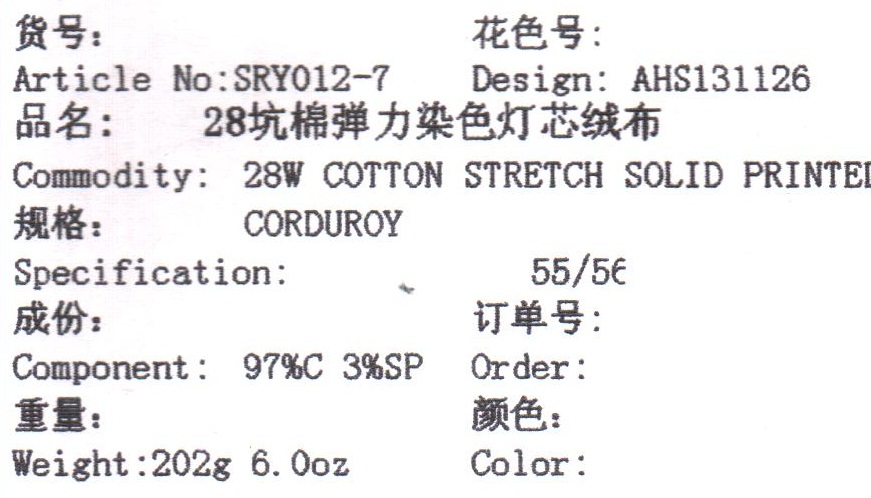 货号： 花色号:
Article No:SRY012-7 Design: AHS131126
品名: 28坑棉弹力染色灯芯绒布
Commodity: 28W COTTON STRETCH SOLID PRINTED
规格： CORDUROY
Specification: 55/56
成份： 订单号:
Component: 97%C 3%SP Order:
重量： 颜色：
Weight:202g 6.0oz Color: